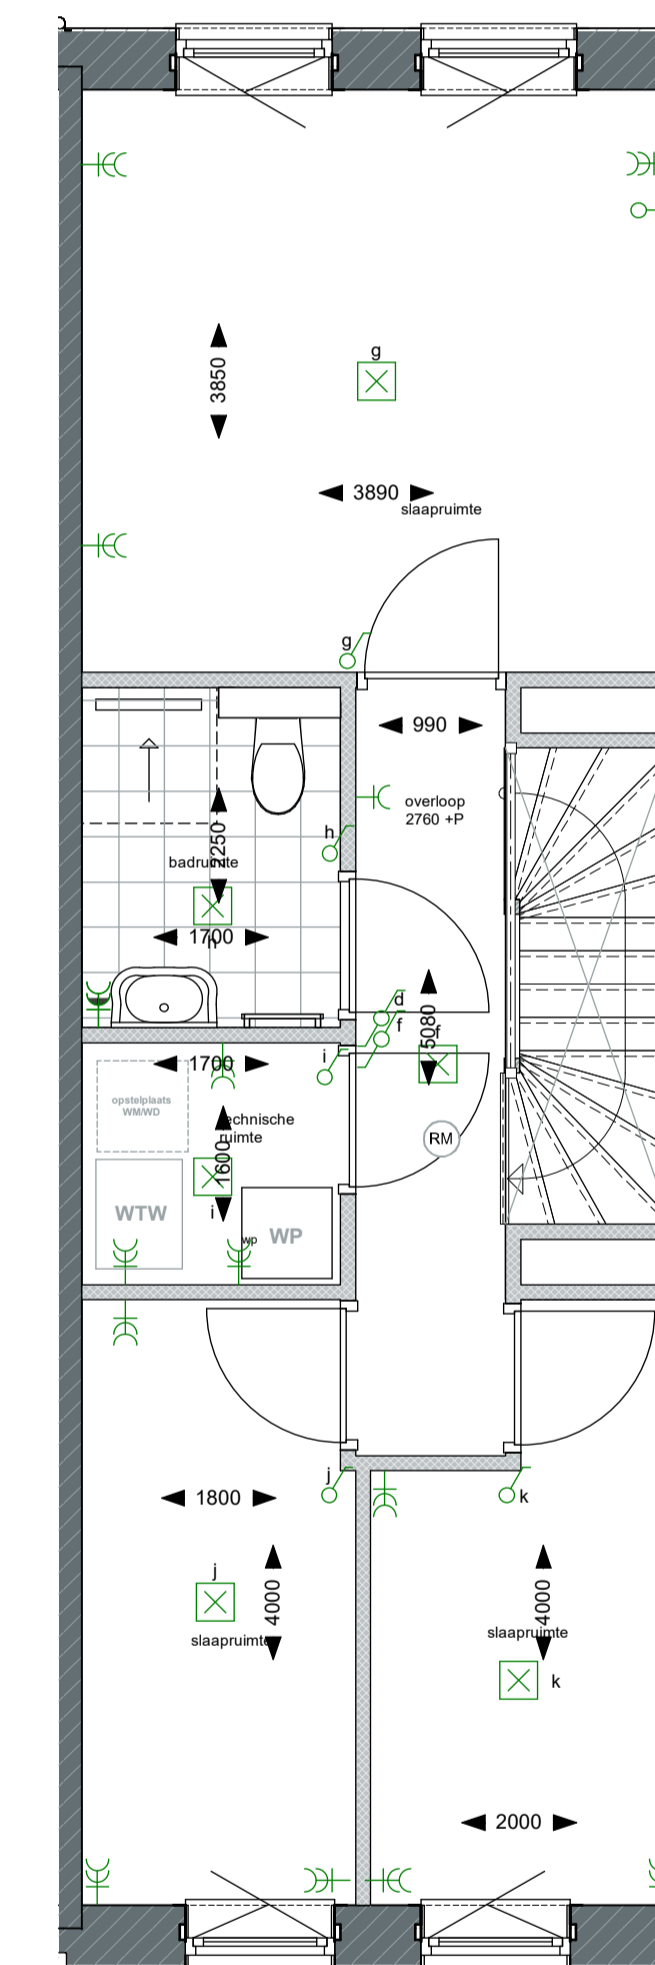 g
3850
3890
slaapruimte
g
990
overloop
2760 +P
h
2250
badruimte
1700
h
d
f
5080
f
i
1700
opstelplaats
WM/WD
technische
ruimte
1600
RM
i
WTW
wp
WP
j
k
1800
j
4000
slaapruimte
4000
slaapruimte
k
2000